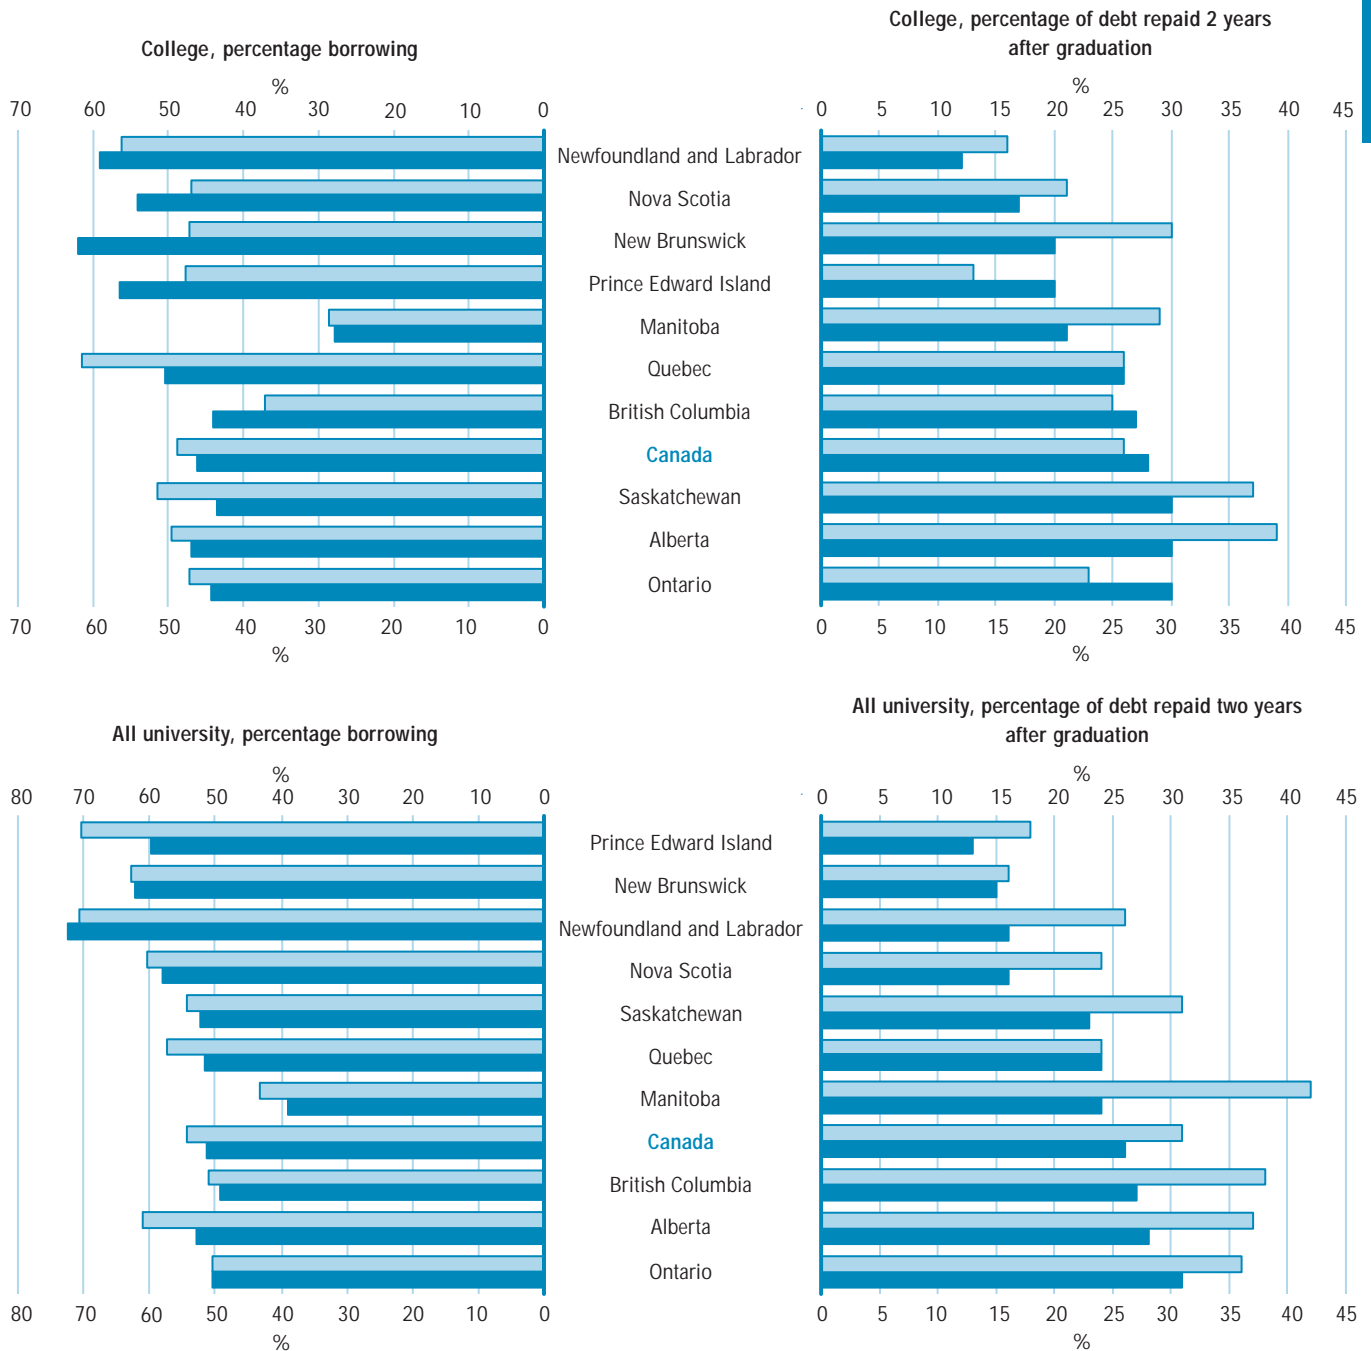 College, percentage borrowing
%
70 60 50 40 30 20 10 0
College, percentage of debt repaid 2 years
after graduation
%
0 5 10 15 20 25 30 35 40 45
Newfoundland and Labrador
Nova Scotia
New Brunswick
Prince Edward Island
Manitoba
Quebec
British Columbia
Canada
Saskatchewan
Alberta
Ontario
70 60 50 40 30 20 10 0
%
0 5 10 15 20 25 30 35 40 45
%
All university, percentage borrowing
%
80 70 60 50 40 30 20 10 0
All university, percentage of debt repaid two years
after graduation
%
0 5 10 15 20 25 30 35 40 45
Prince Edward Island
New Brunswick
Newfoundland and Labrador
Nova Scotia
Saskatchewan
Quebec
Manitoba
Canada
British Columbia
Alberta
Ontario
80 70 60 50 40 30 20 10 0
%
0 5 10 15 20 25 30 35 40 45
%